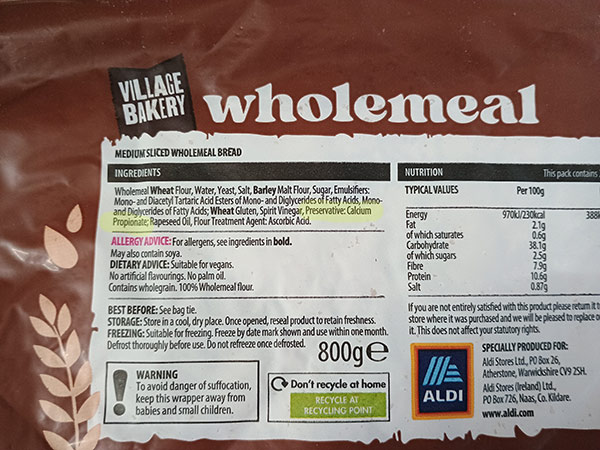 VILLAGE
BAKERY
wholemeal
MEDIUM SLICED WHOLEMEAL BREAD
INGREDIENTS
Wholemeal Wheat Flour, Water, Yeast, Salt, Barley Malt Flour, Sugar, Emulsifiers:
Mono- and Diacetyl Tartaric Acid Esters of Mono- and Diglycerides of Fatty Acids, Mono-
and Diglycerides of Fatty Acids; Wheat Gluten, Spirit Vinegar, Preservative: Calcium
Propionate; Rapeseed Oil, Flour Treatment Agent: Ascorbic Acid.
ALLERGY ADVICE: For allergens, see ingredients in bold.
May also contain soya.
DIETARY ADVICE: Suitable for vegans.
No artificial flavourings. No palm oil.
Contains wholegrain. 100% Wholemeal flour.
BEST BEFORE: See bag tie.
STORAGE: Store in a cool, dry place. Once opened, reseal product to retain freshness.
FREEZING: Suitable for freezing. Freeze by date mark shown and use within one month.
Defrost thoroughly before use. Do not refreeze once defrosted.
800g℮
WARNING
To avoid danger of suffocation,
keep this wrapper away from
babies and small children.
Don't recycle at home
RECYCLE AT
RECYCLING POINT
NUTRITION This pack contains
TYPICAL VALUES Per 100g
Energy 970kJ/230kcal 388k
Fat 2.1g
of which saturates 0.6g
Carbohydrate 38.1g
of which sugars 2.5g
Fibre 7.9g
Protein 10.6g
Salt 0.87g
If you are not entirely satisfied with this product please return it t
store where it was purchased and we will be pleased to replace o
it. This does not affect your statutory rights.
ALDI
SPECIALLY PRODUCED FOR:
Aldi Stores Ltd., PO Box 26,
Atherstone, Warwickshire CV9 2SH.
Aldi Stores (Ireland) Ltd.,
PO Box 726, Naas, Co. Kildare.
www.aldi.com